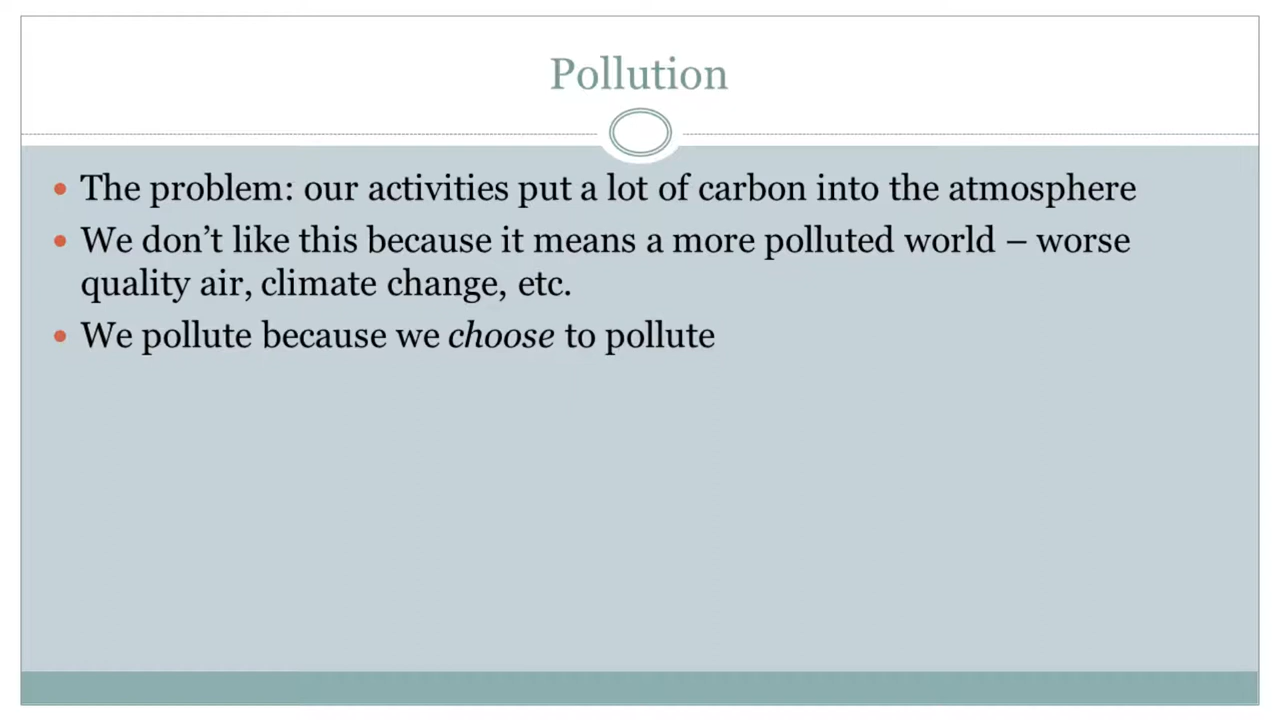 Pollution
• The problem: our activities put a lot of carbon into the atmosphere
• We don’t like this because it means a more polluted world – worse
quality air, climate change, etc.
• We pollute because we choose to pollute